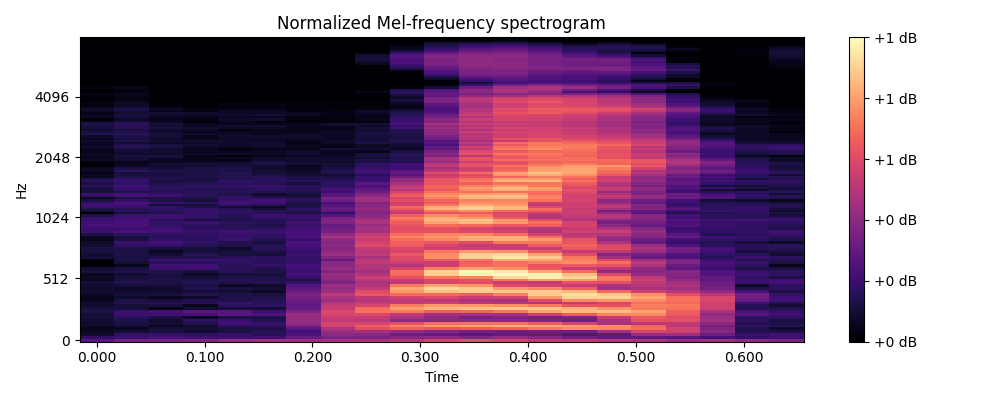 Normalized Mel-frequency spectrogram
Hz
4096
2048
1024
512
0
0.000 0.100 0.200 0.300 0.400 0.500 0.600
Time
+1 dB
+1 dB
+1 dB
+0 dB
+0 dB
+0 dB